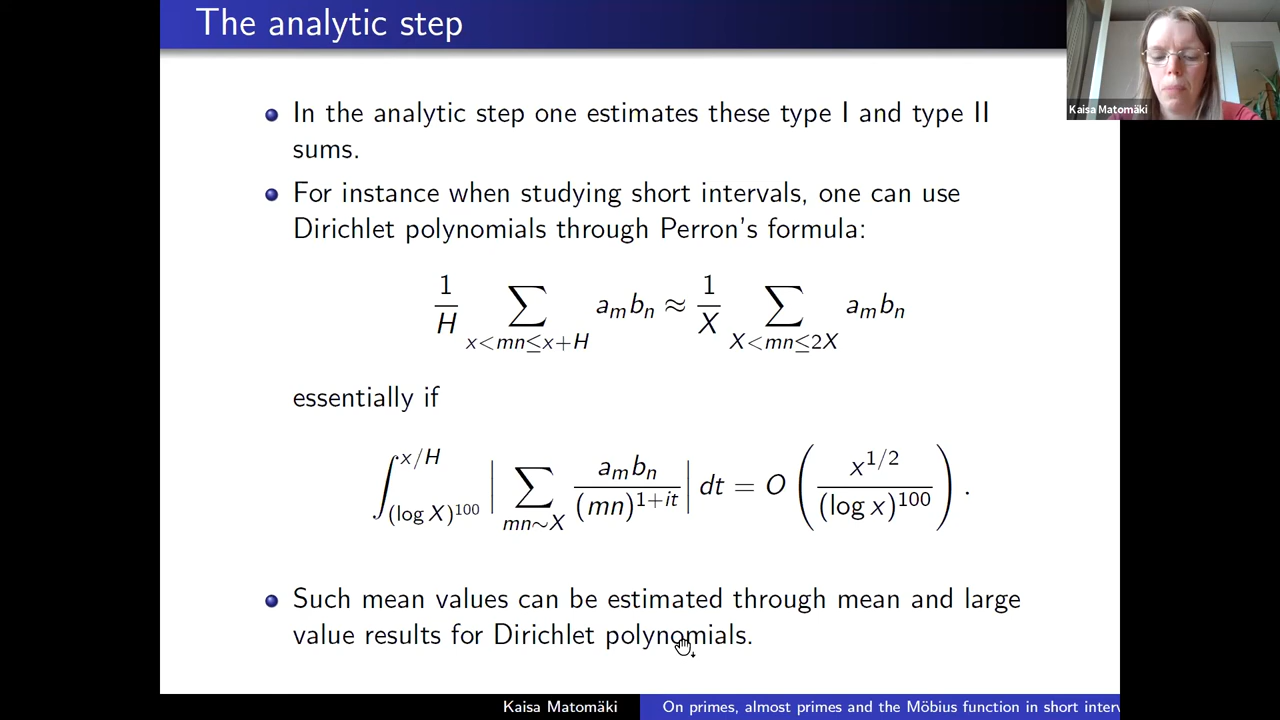 The analytic step
Kaisa Matomäki
In the analytic step one estimates these type I and type II
sums.
For instance when studying short intervals, one can use
Dirichlet polynomials through Perron's formula:
1/H ∑_{x<mn≤x+H} a_m b_n ≈ 1/X ∑_{X<mn≤2X} a_m b_n
essentially if
∫_{(log X)^{100}}^{x/H} | ∑_{mn∼X} a_m b_n/(mn)^{1+it} | dt = O( x^{1/2}/(log x)^{100} ).
Such mean values can be estimated through mean and large
value results for Dirichlet polynomials.
Kaisa Matomäki
On primes, almost primes and the Möbius function in short